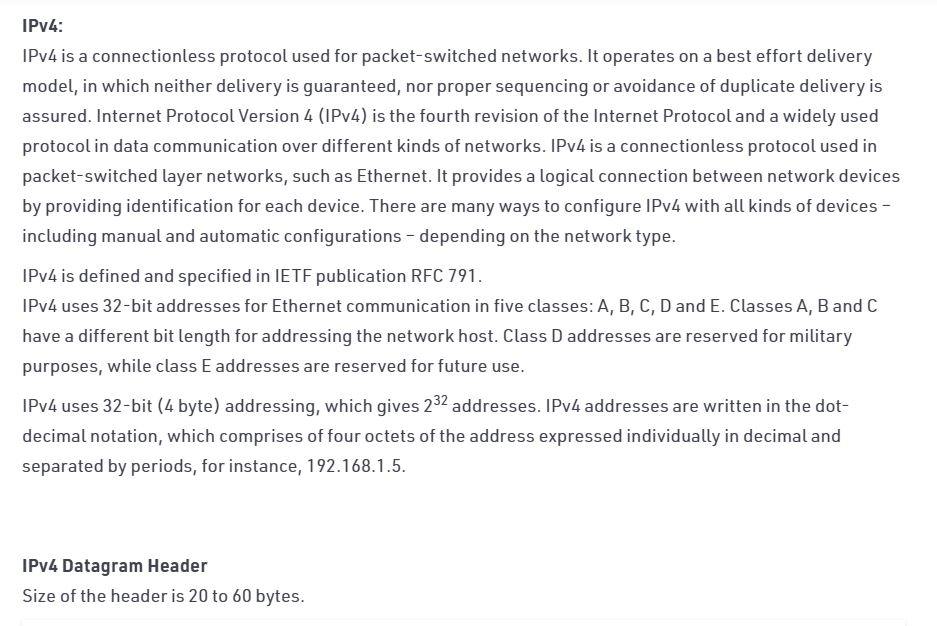 IPv4:
IPv4 is a connectionless protocol used for packet-switched networks. It operates on a best effort delivery
model, in which neither delivery is guaranteed, nor proper sequencing or avoidance of duplicate delivery is
assured. Internet Protocol Version 4 (IPv4) is the fourth revision of the Internet Protocol and a widely used
protocol in data communication over different kinds of networks. IPv4 is a connectionless protocol used in
packet-switched layer networks, such as Ethernet. It provides a logical connection between network devices
by providing identification for each device. There are many ways to configure IPv4 with all kinds of devices –
including manual and automatic configurations – depending on the network type.
IPv4 is defined and specified in IETF publication RFC 791.
IPv4 uses 32-bit addresses for Ethernet communication in five classes: A, B, C, D and E. Classes A, B and C
have a different bit length for addressing the network host. Class D addresses are reserved for military
purposes, while class E addresses are reserved for future use.
IPv4 uses 32-bit (4 byte) addressing, which gives 2³² addresses. IPv4 addresses are written in the dot-
decimal notation, which comprises of four octets of the address expressed individually in decimal and
separated by periods, for instance, 192.168.1.5.
IPv4 Datagram Header
Size of the header is 20 to 60 bytes.